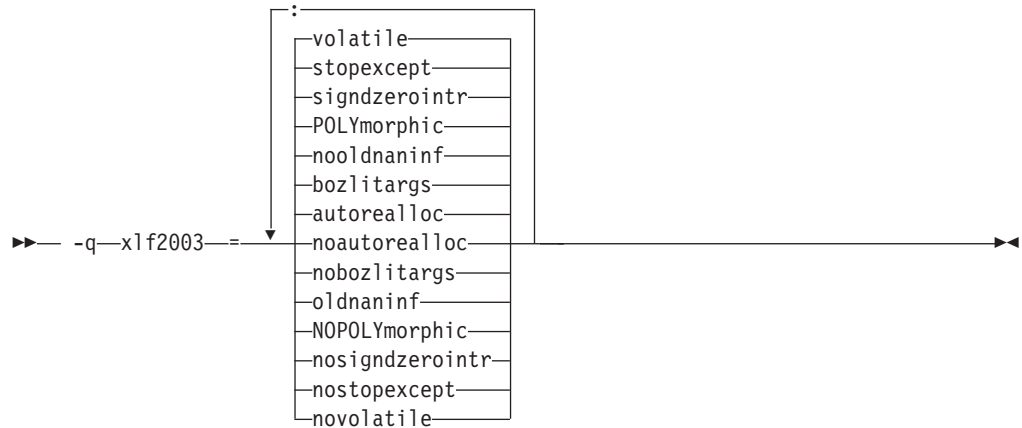 :
volatile
stopexcept
signdzerointr
POLYmorphic
nooldnaninf
bozlitargs
autorealloc
-q xlf2003 = noautorealloc
nobozlitargs
oldnaninf
NOPOLYmorphic
nosigndzerointr
nostopexcept
novolatile